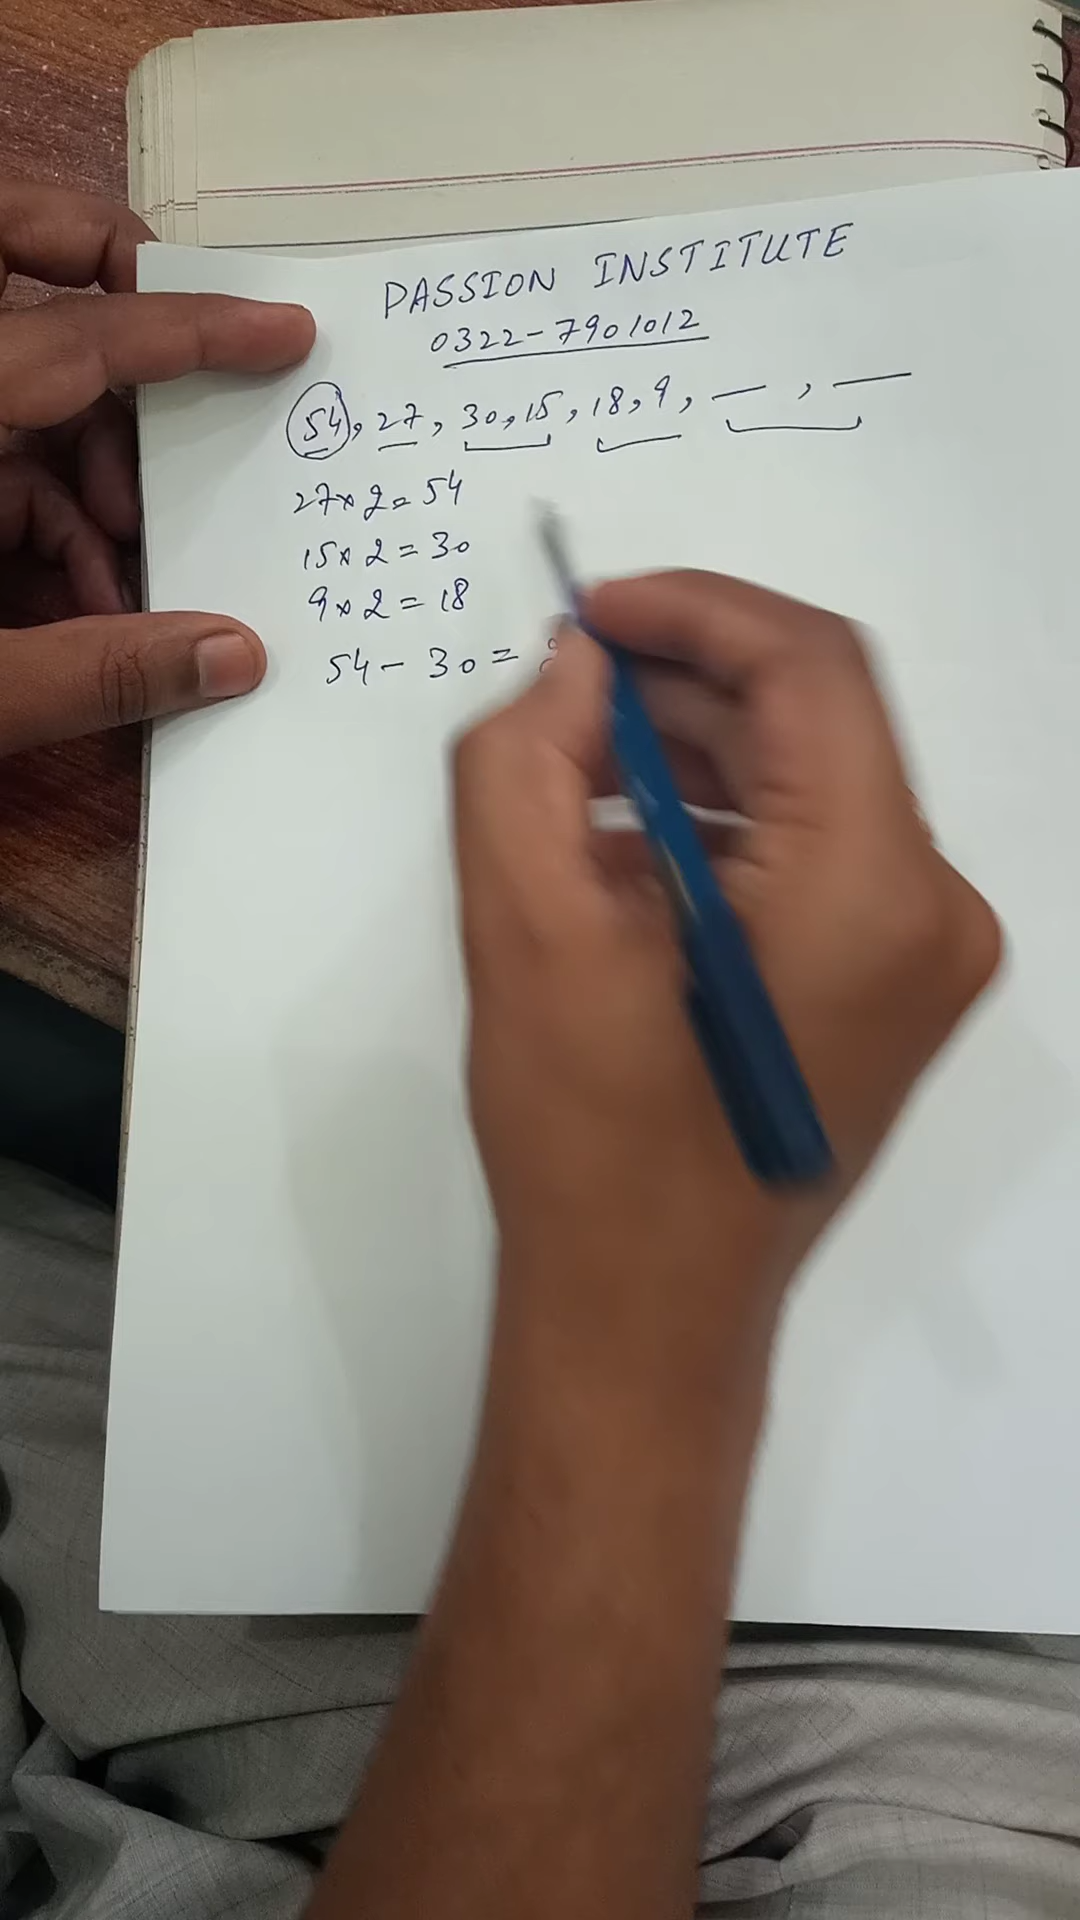 PASSION INSTITUTE
0322-7901012
54, 27, 30, 15, 18, 9, __ , __
27 × 2 = 54
15 × 2 = 30
9 × 2 = 18
54 - 30 =